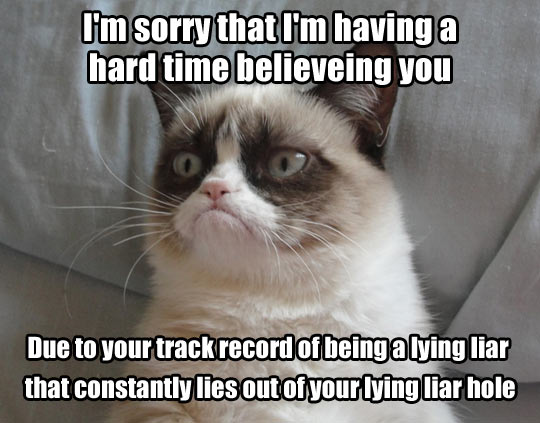 I'm sorry that I'm having a
hard time believeing you
Due to your track record of being a lying liar
that constantly lies out of your lying liar hole